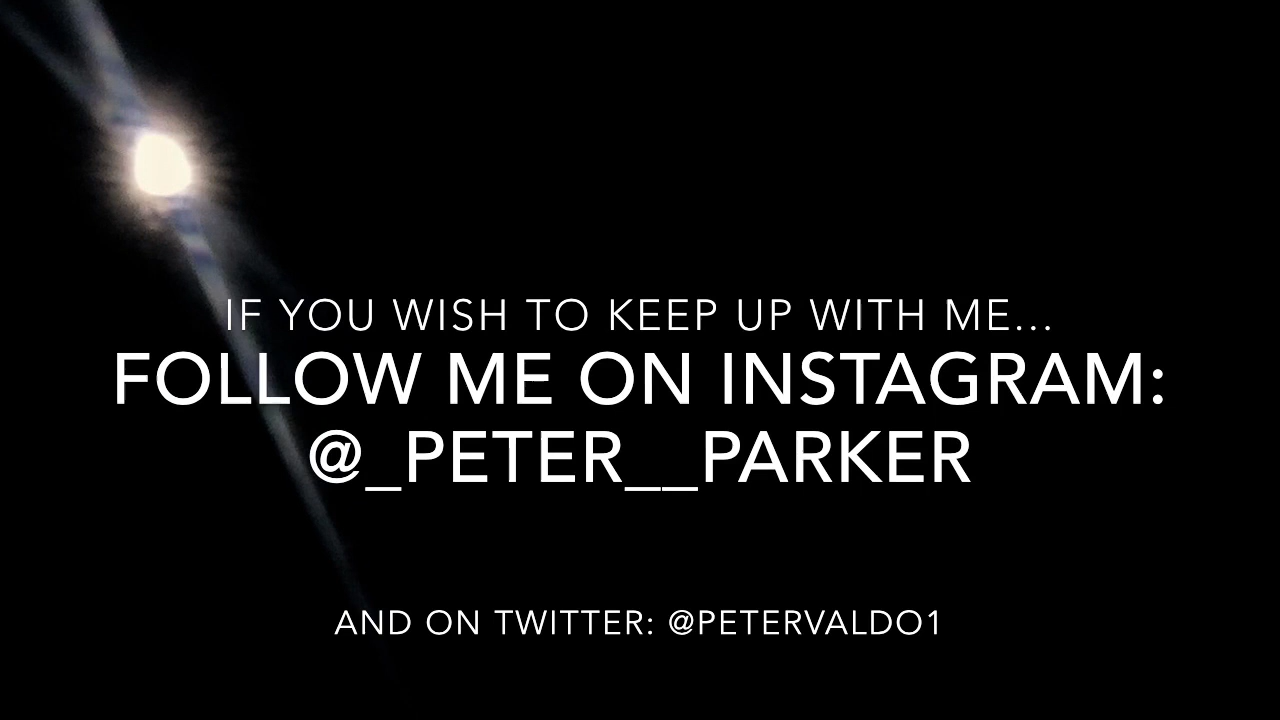 IF YOU WISH TO KEEP UP WITH ME...
FOLLOW ME ON INSTAGRAM:
@_PETER__PARKER
AND ON TWITTER: @PETERVALDO1